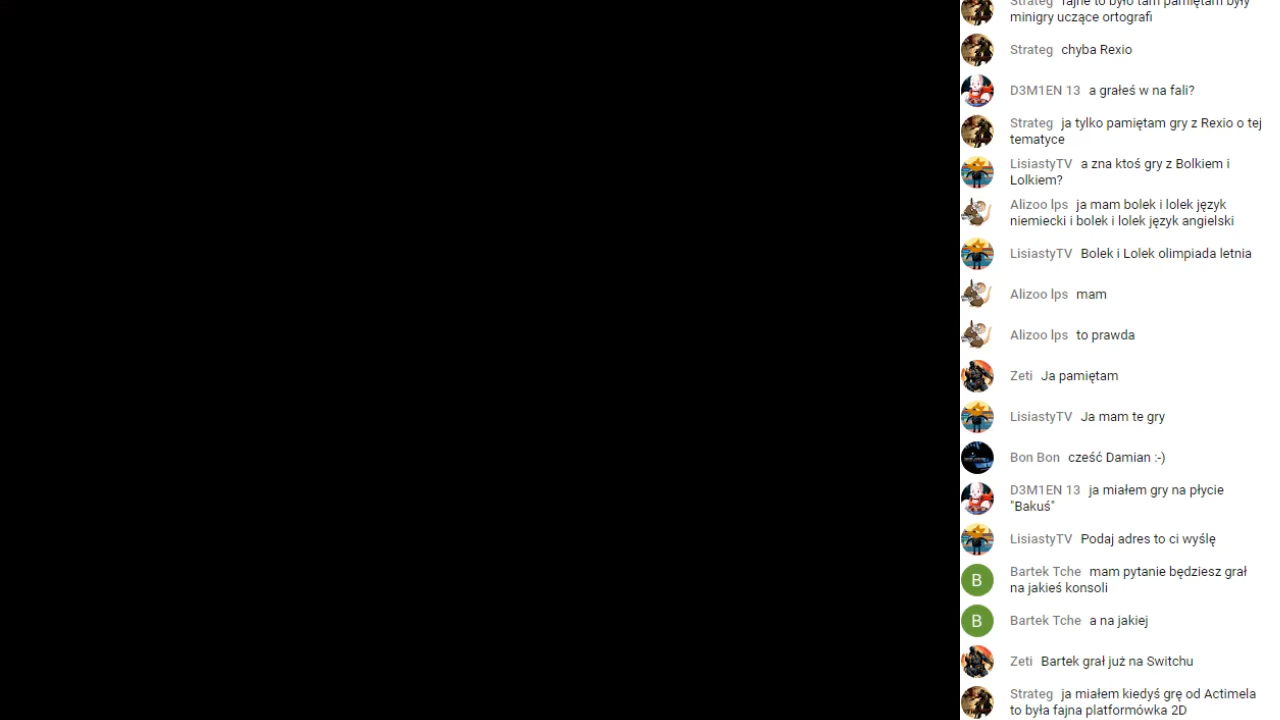 Strateg fajne to było tam pamiętam były
minigry uczące ortografi
Strateg chyba Rexio
D3M1EN 13 a grałeś w na fali?
Strateg ja tylko pamiętam gry z Rexio o tej
tematyce
LisiastyTV a zna ktoś gry z Bolkiem i
Lolkiem?
Alizoo lps ja mam bolek i lolek język
niemiecki i bolek i lolek język angielski
LisiastyTV Bolek i Lolek olimpiada letnia
Alizoo lps mam
Alizoo lps to prawda
Zeti Ja pamiętam
LisiastyTV Ja mam te gry
Bon Bon cześć Damian :-)
D3M1EN 13 ja miałem gry na płycie
"Bakuś"
LisiastyTV Podaj adres to ci wyślę
B
Bartek Tche mam pytanie będziesz grał
na jakieś konsoli
B
Bartek Tche a na jakiej
Zeti Bartek grał już na Switchu
Strateg ja miałem kiedyś grę od Actimela
to była fajna platformówka 2D